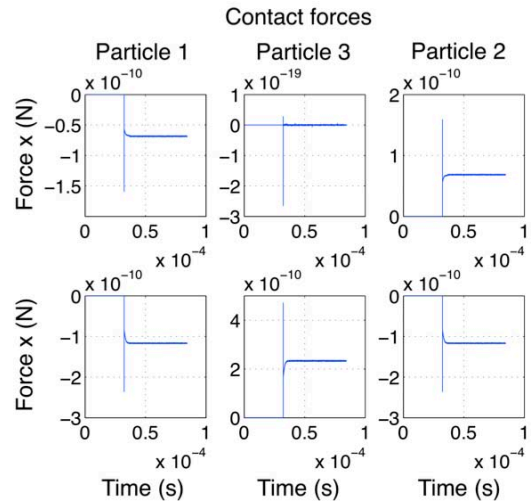 Contact forces
Particle 1 Particle 3 Particle 2
x 10^-10 x 10^-19 x 10^-10
Force x (N)
0
-0.5
-1
-1.5
1
0
-1
-2
-3
2
1
0
0 0.5 1 0 0.5 1 0 0.5 1
x 10^-4 x 10^-4 x 10^-4
x 10^-10 x 10^-10 x 10^-10
Force x (N)
0
-1
-2
-3
4
2
0
0
-1
-2
-3
0 0.5 1 0 0.5 1 0 0.5 1
x 10^-4 x 10^-4 x 10^-4
Time (s) Time (s) Time (s)